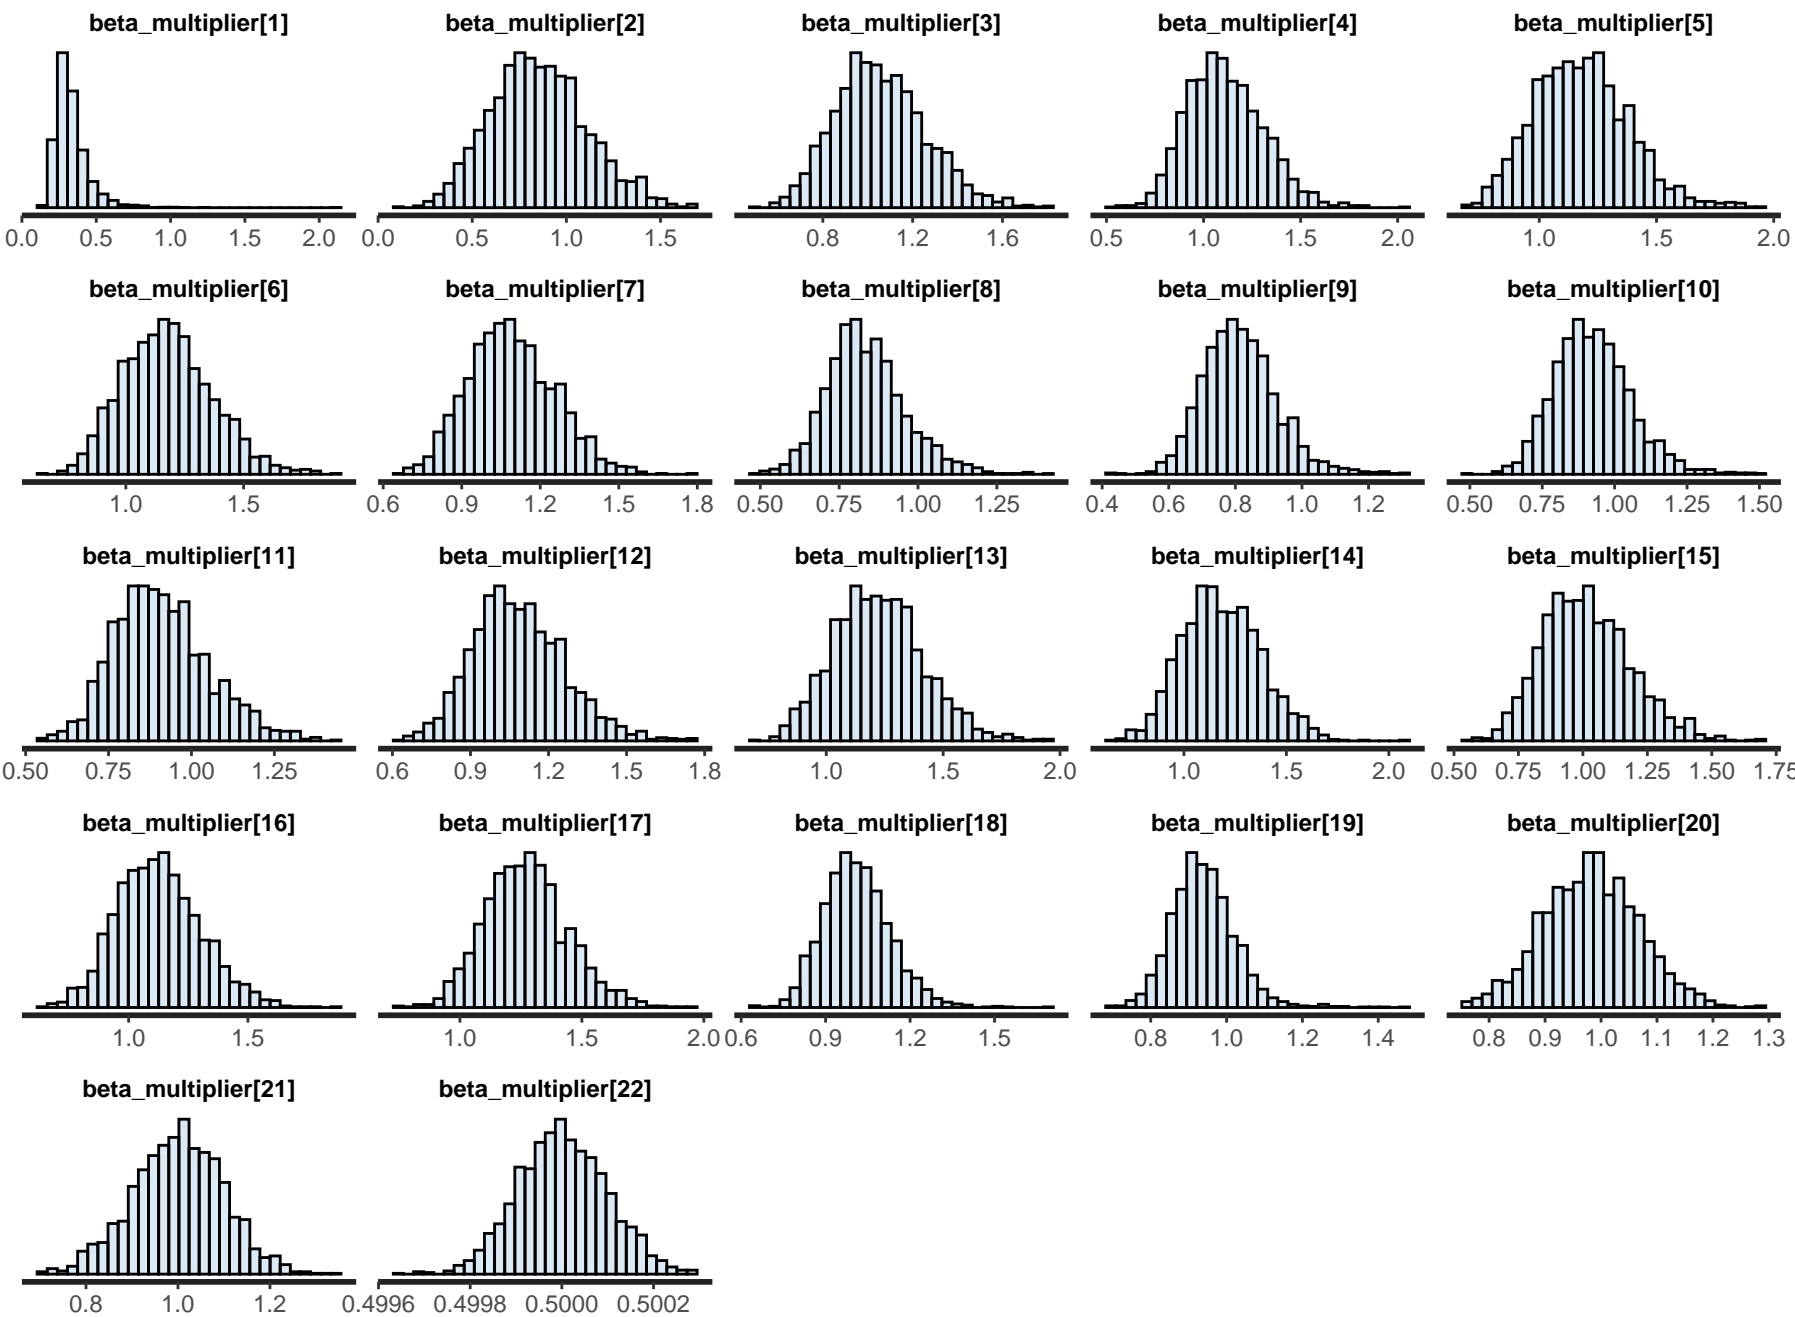 beta_multiplier[1] beta_multiplier[2] beta_multiplier[3] beta_multiplier[4] beta_multiplier[5]
0.0 0.5 1.0 1.5 2.0 0.0 0.5 1.0 1.5 0.8 1.2 1.6 0.5 1.0 1.5 2.0 1.0 1.5 2.0
beta_multiplier[6] beta_multiplier[7] beta_multiplier[8] beta_multiplier[9] beta_multiplier[10]
1.0 1.5 0.6 0.9 1.2 1.5 1.8 0.50 0.75 1.00 1.25 0.4 0.6 0.8 1.0 1.2 0.50 0.75 1.00 1.25 1.50
beta_multiplier[11] beta_multiplier[12] beta_multiplier[13] beta_multiplier[14] beta_multiplier[15]
0.50 0.75 1.00 1.25 0.6 0.9 1.2 1.5 1.8 1.0 1.5 2.0 1.0 1.5 2.0 0.50 0.75 1.00 1.25 1.50 1.75
beta_multiplier[16] beta_multiplier[17] beta_multiplier[18] beta_multiplier[19] beta_multiplier[20]
1.0 1.5 1.0 1.5 2.0 0.6 0.9 1.2 1.5 0.8 1.0 1.2 1.4 0.8 0.9 1.0 1.1 1.2 1.3
beta_multiplier[21] beta_multiplier[22]
0.8 1.0 1.2 0.4996 0.4998 0.5000 0.5002